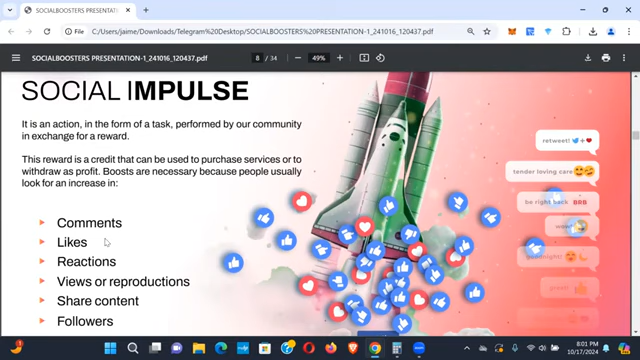 SOCIALBOOSTERS PRESENTATI
File
C:/Users/jaime/Downloads/Telegram%20Desktop/SOCIALBOOSTERS%20PRESENTATION-1_241016_120437.pdf
SOCIALBOOSTERS PRESENTATION-1_241016_120437.pdf
8 / 34
49%
SOCIAL IMPULSE
It is an action, in the form of a task, performed by our community
in exchange for a reward.
This reward is a credit that can be used to purchase services or to
withdraw as profit. Boosts are necessary because people usually
look for an increase in:
Comments
Likes
Reactions
Views or reproductions
Share content
Followers
retweet!
tender loving care
be right back BRB
goodnight!
great
8:01 PM
10/17/2024